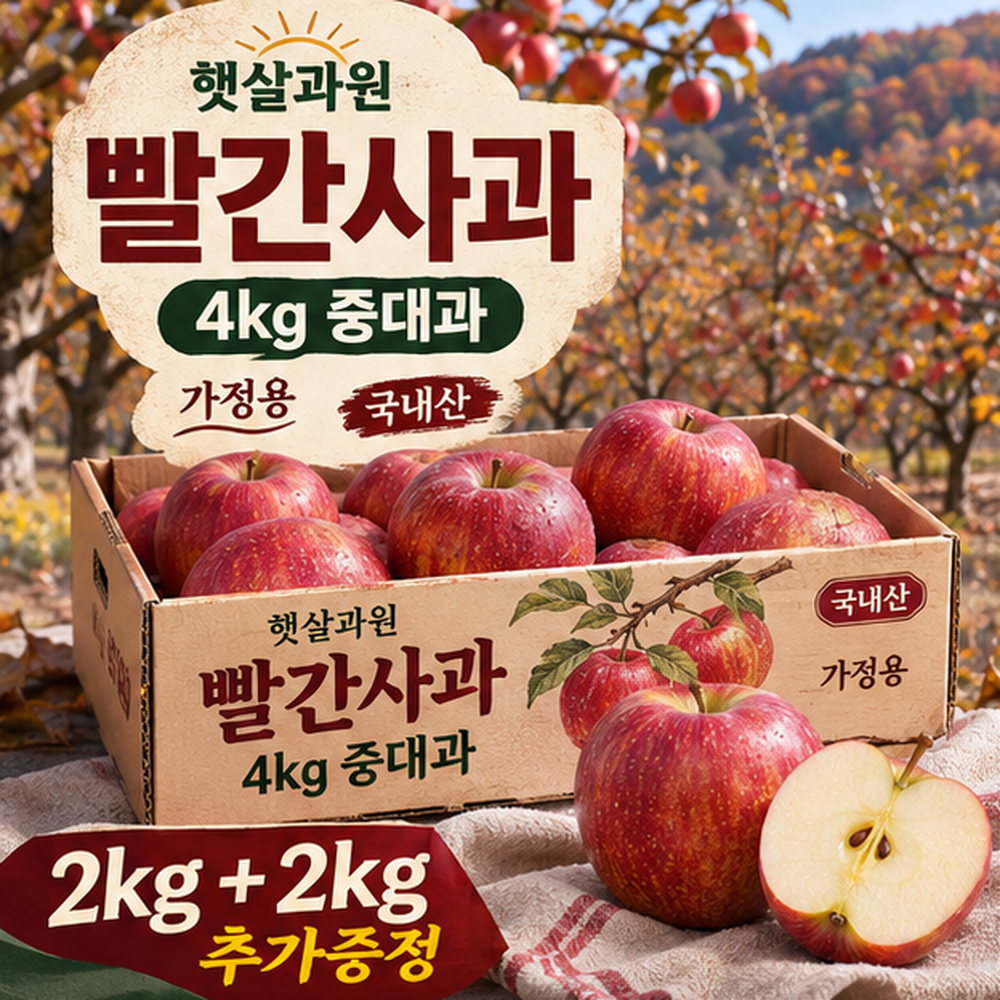 햇살과원
빨간사과
4kg 중대과
가정용
국내산
햇살과원
빨간사과
4kg 중대과
국내산
가정용
2kg + 2kg
추가증정